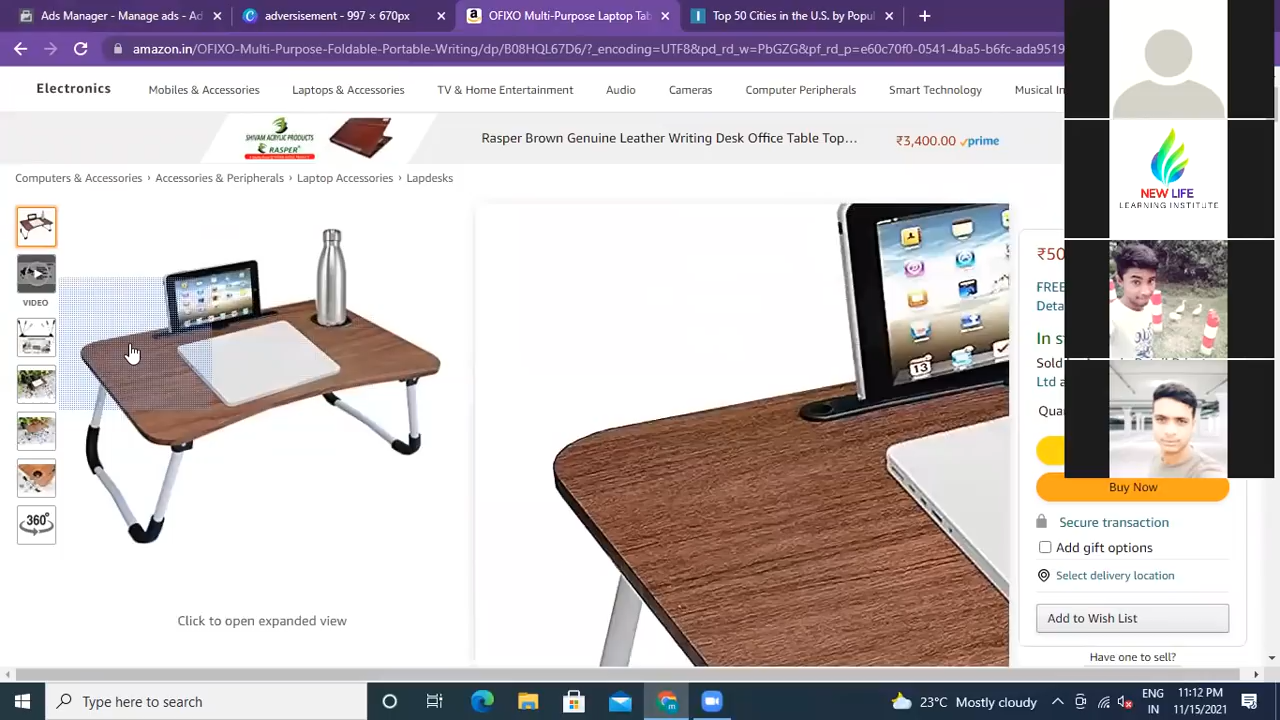 Ads Manager - Manage ads - Ad
advertising - 997 × 670px
OFIXO Multi-Purpose Laptop Tab
Top 50 Cities in the U.S. by Popul
amazon.in/OFIXO-Multi-Purpose-Foldable-Portable-Writing/dp/B08HQL67D6/?_encoding=UTF8&pd_rd_w=PbGZG&pf_rd_p=e60c70f0-0541-4ba5-b6fc-ada9519
Electronics
Mobiles & Accessories
Laptops & Accessories
TV & Home Entertainment
Audio
Cameras
Computer Peripherals
Smart Technology
Musical In
SHIVAM ACRYLIC PRODUCTS
RASPER
Rasper Brown Genuine Leather Writing Desk Office Table Top...
₹3,400.00 prime
Computers & Accessories › Accessories & Peripherals › Laptop Accessories › Lapdesks
NEW LIFE
LEARNING INSTITUTE
VIDEO
360°
13
Click to open expanded view
₹50
FREE
Deta
In s
Sold
Ltd a
Qua
Buy Now
Secure transaction
Add gift options
Select delivery location
Add to Wish List
Have one to sell?
Type here to search
23°C Mostly cloudy
ENG
IN
11:12 PM
11/15/2021